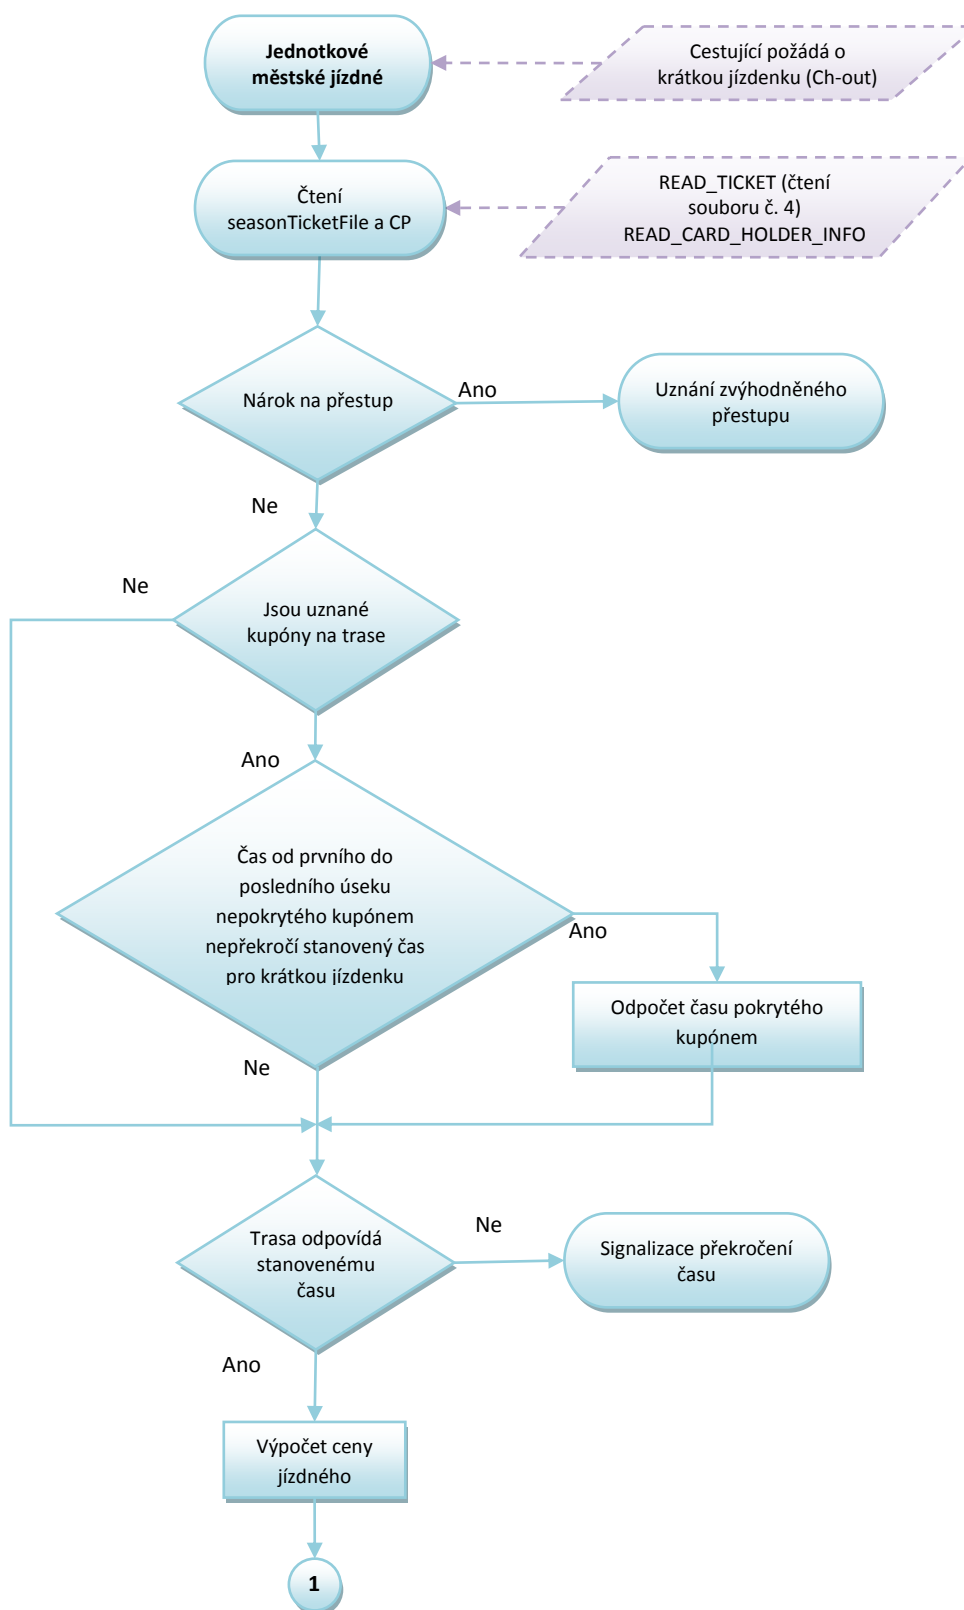 Jednotkové
městské jízdné
Cestující požádá o
krátkou jízdenku (Ch-out)
Čtení
seasonTicketFile a CP
READ_TICKET (čtení
souboru č. 4)
READ_CARD_HOLDER_INFO
Nárok na přestup
Ano
Uznání zvýhodněného
přestupu
Ne
Ne
Jsou uznané
kupóny na trase
Ano
Čas od prvního do
posledního úseku
nepokrytého kupónem
nepřekročí stanovený čas
pro krátkou jízdenku
Ano
Odpočet času pokrytého
kupónem
Ne
Trasa odpovídá
stanovenému
času
Ne
Signalizace překročení
času
Ano
Výpočet ceny
jízdného
1